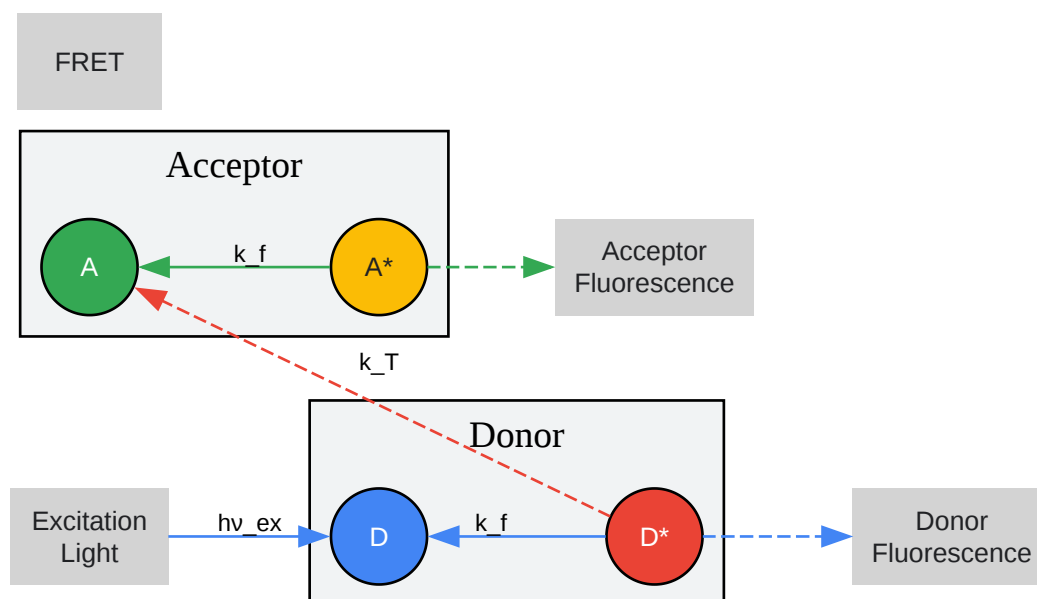 FRET
Acceptor
A
k_f
A*
Acceptor
Fluorescence
k_T
Donor
Excitation
Light
hν_ex
D
k_f
D*
Donor
Fluorescence